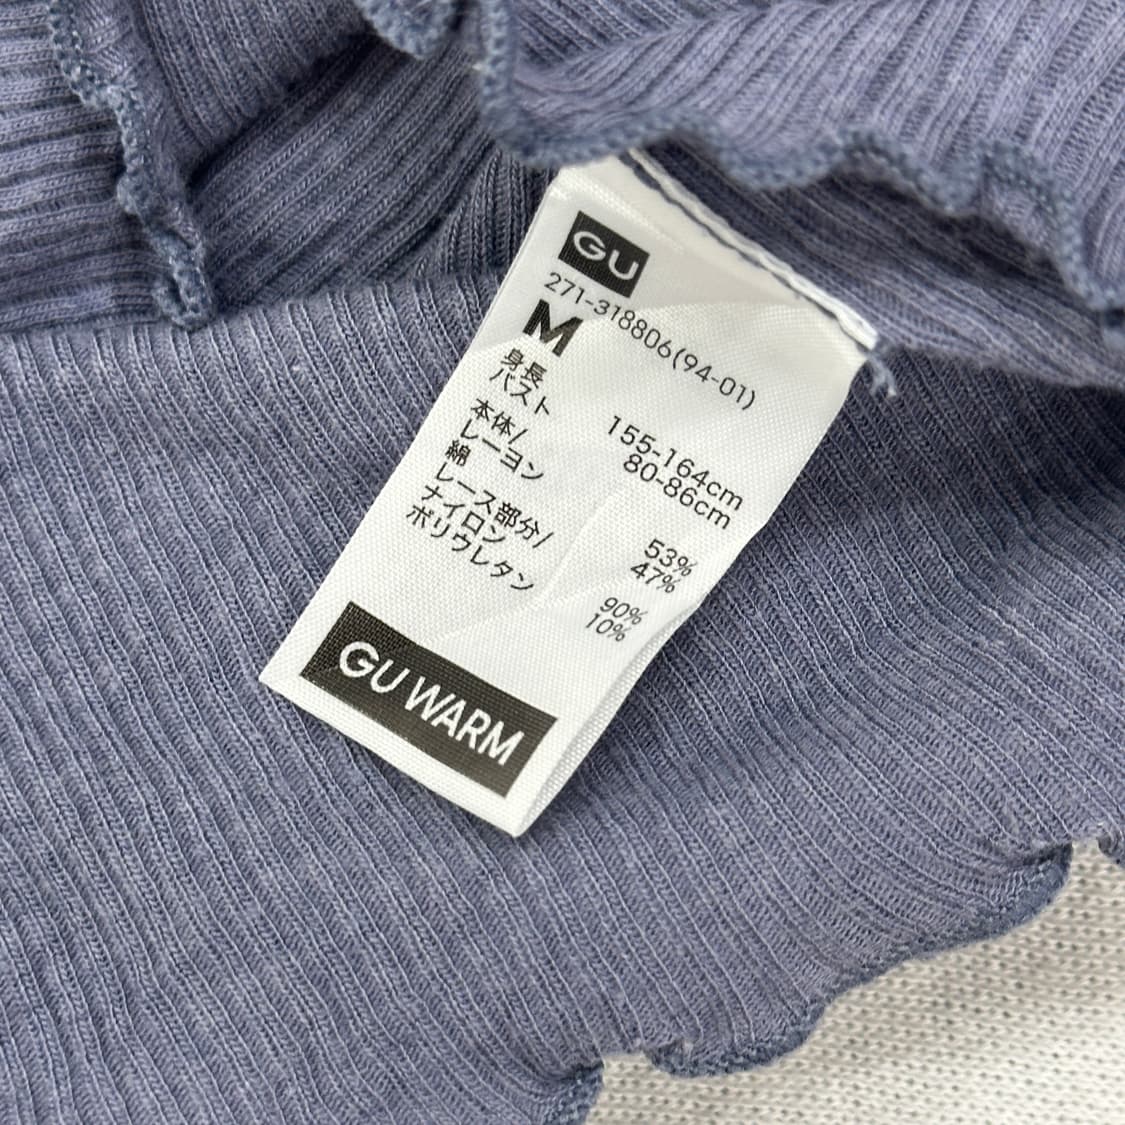 GU
271-318806(94-01)
M
身長 155-164cm
バスト 80-86cm
本体/
レーヨン 53%
綿 47%
レース部分/
ナイロン 90%
ポリウレタン 10%
GU WARM